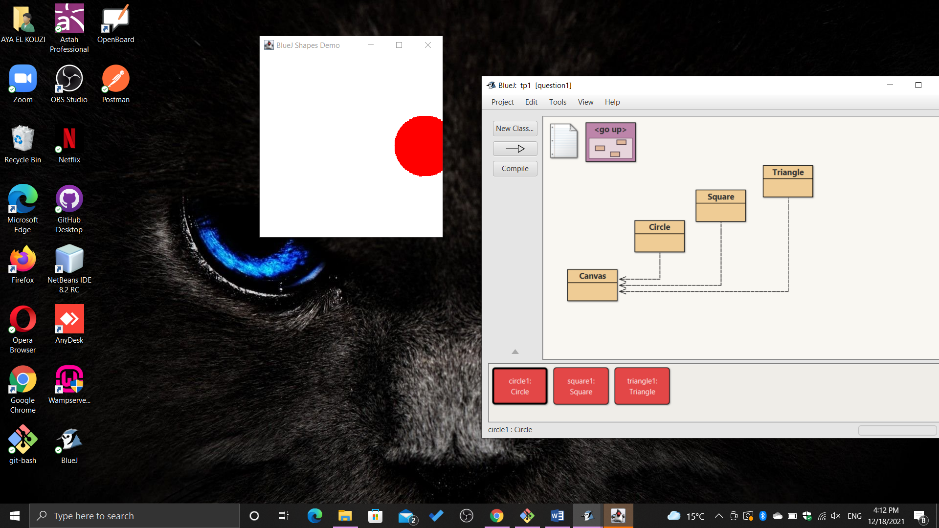 AYA EL KOUZI
Astah
Professional
OpenBoard
Zoom
OBS Studio
Postman
Recycle Bin
Netflix
Microsoft
Edge
GitHub
Desktop
Firefox
NetBeans IDE
8.2 RC
Opera
Browser
AnyDesk
Google
Chrome
Wampserve...
git-bash
BlueJ
BlueJ Shapes Demo
BlueJ: tp1 [question1]
Project Edit Tools View Help
New Class...
Compile
<go up>
Triangle
Square
Circle
Canvas
circle1:
Circle
square1:
Square
triangle1:
Triangle
circle1 : Circle
Type here to search
2
15°C
ENG
4:12 PM
12/18/2021
8